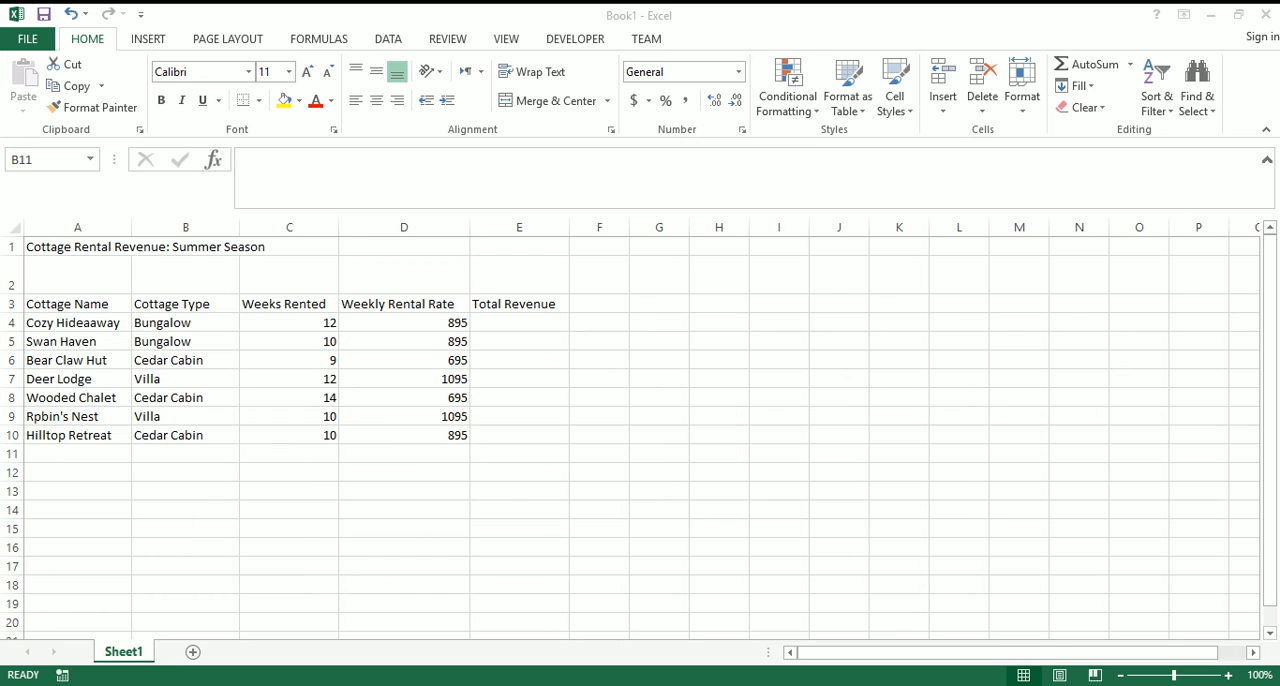 Book1 - Excel
?
FILE HOME INSERT PAGE LAYOUT FORMULAS DATA REVIEW VIEW DEVELOPER TEAM Sign in
Paste Cut Copy Format Painter
Calibri 11
B I U A A A
Wrap Text
Merge & Center
General
$ % ,
Conditional Formatting Format as Table Cell Styles
Insert Delete Format
AutoSum Fill Clear
Sort & Filter Find & Select
Clipboard Font Alignment Number Styles Cells Editing
B11 fx
A B C D E F G H I J K L M N O P
1 Cottage Rental Revenue: Summer Season
2
3 Cottage Name Cottage Type Weeks Rented Weekly Rental Rate Total Revenue
4 Cozy Hideaaway Bungalow 12 895
5 Swan Haven Bungalow 10 895
6 Bear Claw Hut Cedar Cabin 9 695
7 Deer Lodge Villa 12 1095
8 Wooded Chalet Cedar Cabin 14 695
9 Rpbin's Nest Villa 10 1095
10 Hilltop Retreat Cedar Cabin 10 895
11
12
13
14
15
16
17
18
19
20
Sheet1
READY 100%